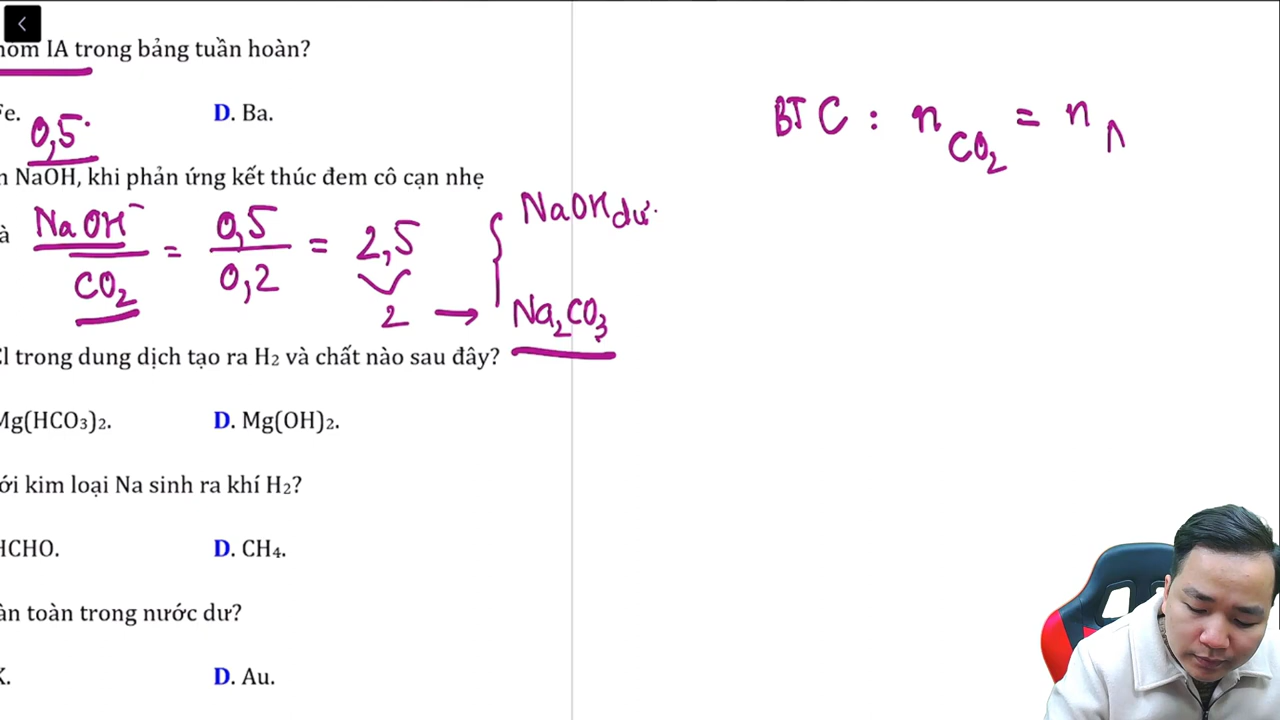 nhóm IA trong bảng tuần hoàn?
Fe. D. Ba.
0,5
n NaOH, khi phản ứng kết thúc đem cô cạn nhẹ
à
NaOH / CO2 = 0,5 / 0,2 = 2,5
2 → { NaOH dư
Na2CO3
Cl trong dung dịch tạo ra H2 và chất nào sau đây?
Mg(HCO3)2. D. Mg(OH)2.
ới kim loại Na sinh ra khí H2?
HCHO. D. CH4.
àn toàn trong nước dư?
K. D. Au.
BT C : n CO2 = n